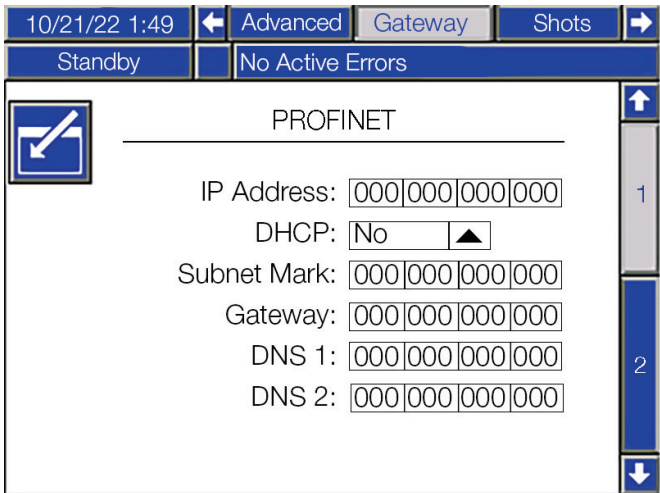 10/21/22 1:49 Advanced Gateway Shots
Standby No Active Errors
PROFINET
IP Address: 000 000 000 000
1
DHCP: No
Subnet Mark: 000 000 000 000
Gateway: 000 000 000 000
DNS 1: 000 000 000 000
2
DNS 2: 000 000 000 000